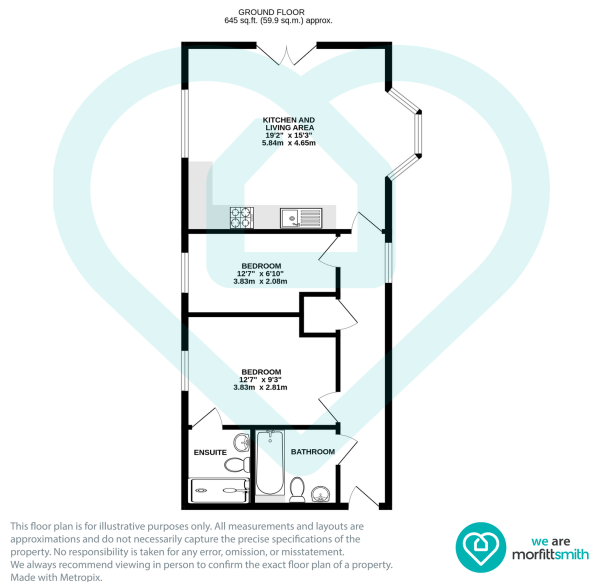 GROUND FLOOR
645 sq.ft. (59.9 sq.m.) approx.
KITCHEN AND
LIVING AREA
19'2" x 15'3"
5.84m x 4.65m
BEDROOM
12'7" x 6'10"
3.83m x 2.08m
BEDROOM
12'7" x 9'3"
3.83m x 2.81m
ENSUITE
BATHROOM
This floor plan is for illustrative purposes only. All measurements and layouts are
approximations and do not necessarily capture the precise specifications of the
property. No responsibility is taken for any error, omission, or misstatement.
We always recommend viewing in person to confirm the exact floor plan of a property.
Made with Metropix.
we are
morfittsmith